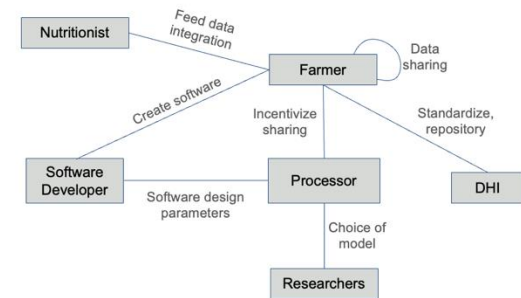 Nutritionist
Feed data
integration
Farmer
Data
sharing
Create software
Incentivize
sharing
Standardize,
repository
Software
Developer
Software design
parameters
Processor
DHI
Choice of
model
Researchers